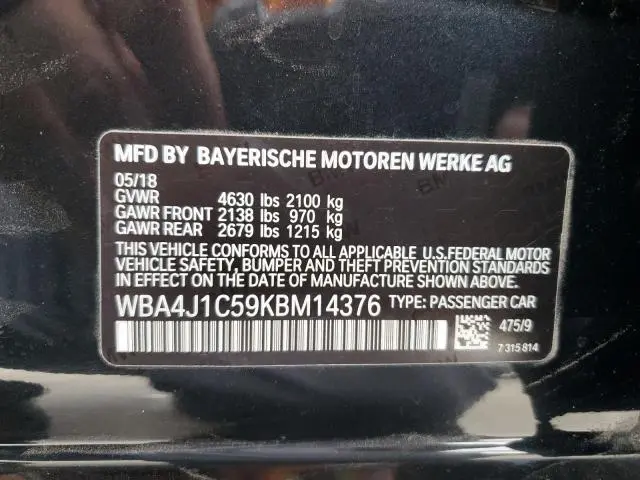 MFD BY BAYERISCHE MOTOREN WERKE AG
05/18
GVWR 4630 lbs 2100 kg
GAWR FRONT 2138 lbs 970 kg
GAWR REAR 2679 lbs 1215 kg
THIS VEHICLE CONFORMS TO ALL APPLICABLE U.S.FEDERAL MOTOR
VEHICLE SAFETY, BUMPER AND THEFT PREVENTION STANDARDS
IN EFFECT ON THE DATE OF MANUFACTURE SHOWN ABOVE.
WBA4J1C59KBM14376 TYPE: PASSENGER CAR
475/9
7 315 814